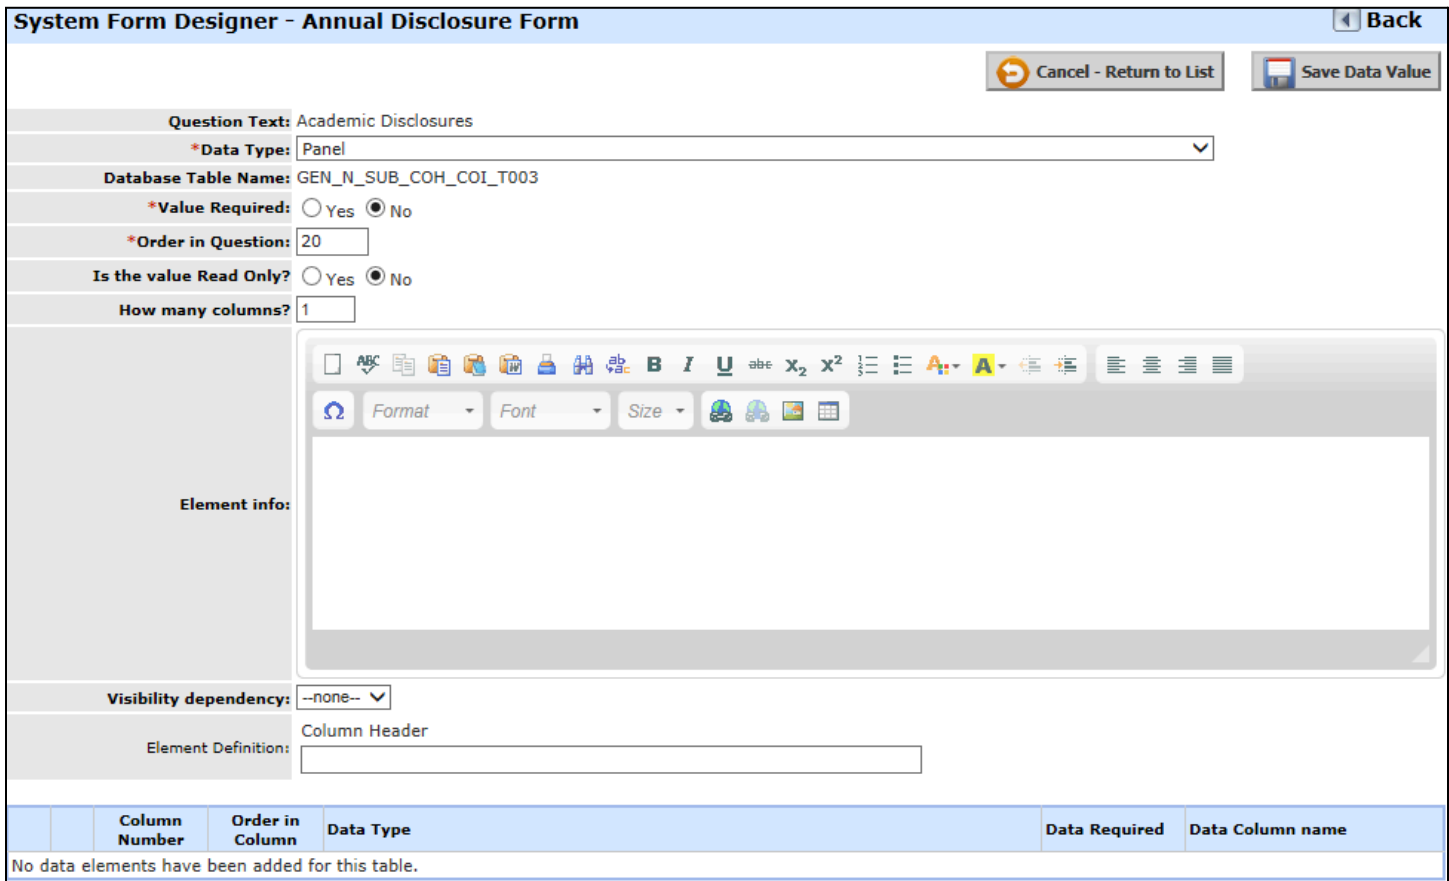 System Form Designer - Annual Disclosure Form
Back
Cancel - Return to List
Save Data Value
Question Text: Academic Disclosures
*Data Type: Panel
Database Table Name: GEN_N_SUB_COH_COI_T003
*Value Required: Yes No
*Order in Question: 20
Is the value Read Only? Yes No
How many columns? 1
ABC
B I U abc x₂ x² A A
Ω Format Font Size
Element info:
Visibility dependency: --none--
Column Header
Element Definition:
Column Number Order in Column Data Type Data Required Data Column name
No data elements have been added for this table.